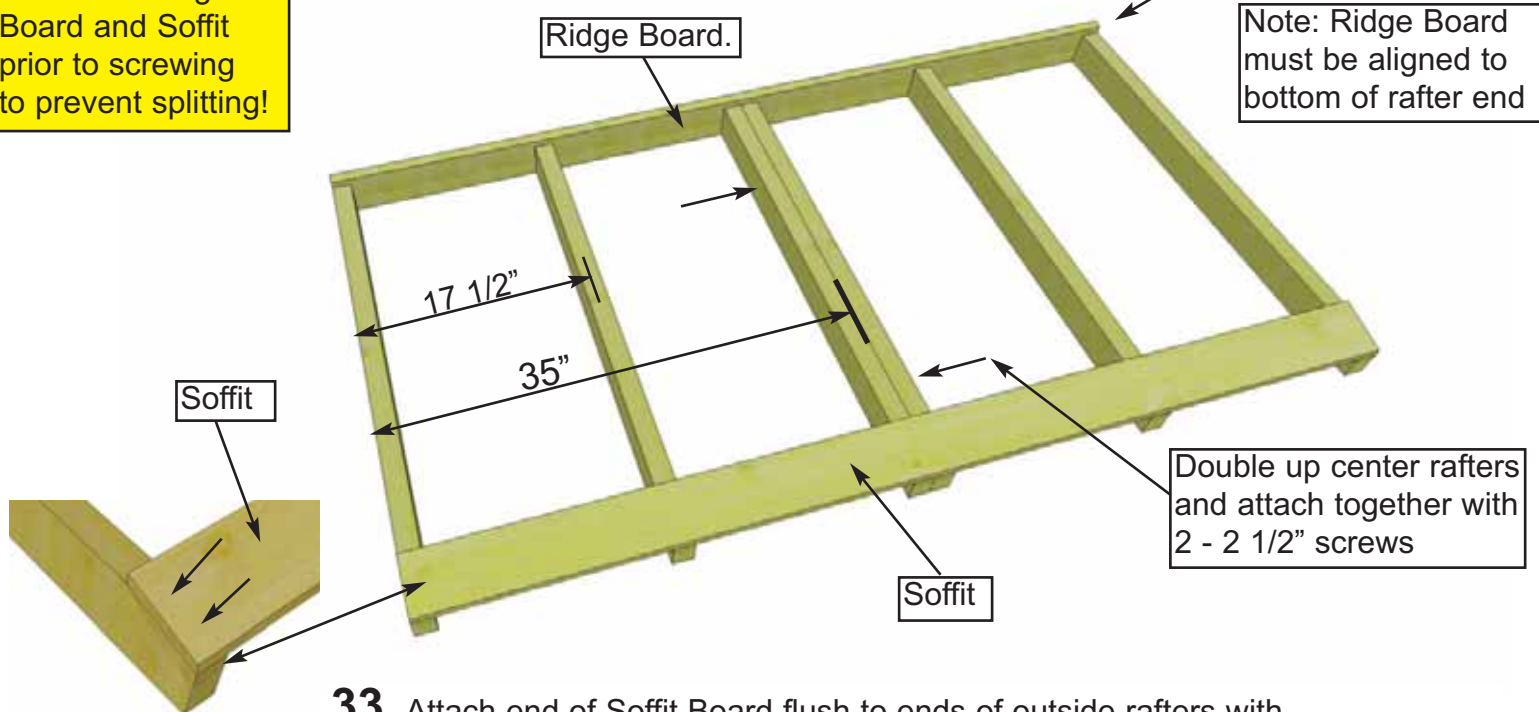 Board and Soffit
prior to screwing
to prevent splitting!
Ridge Board.
Note: Ridge Board
must be aligned to
bottom of rafter end
17 1/2”
35”
Soffit
Double up center rafters
and attach together with
2 - 2 1/2” screws
Soffit
33. Attach end of Soffit Board flush to ends of outside rafters with